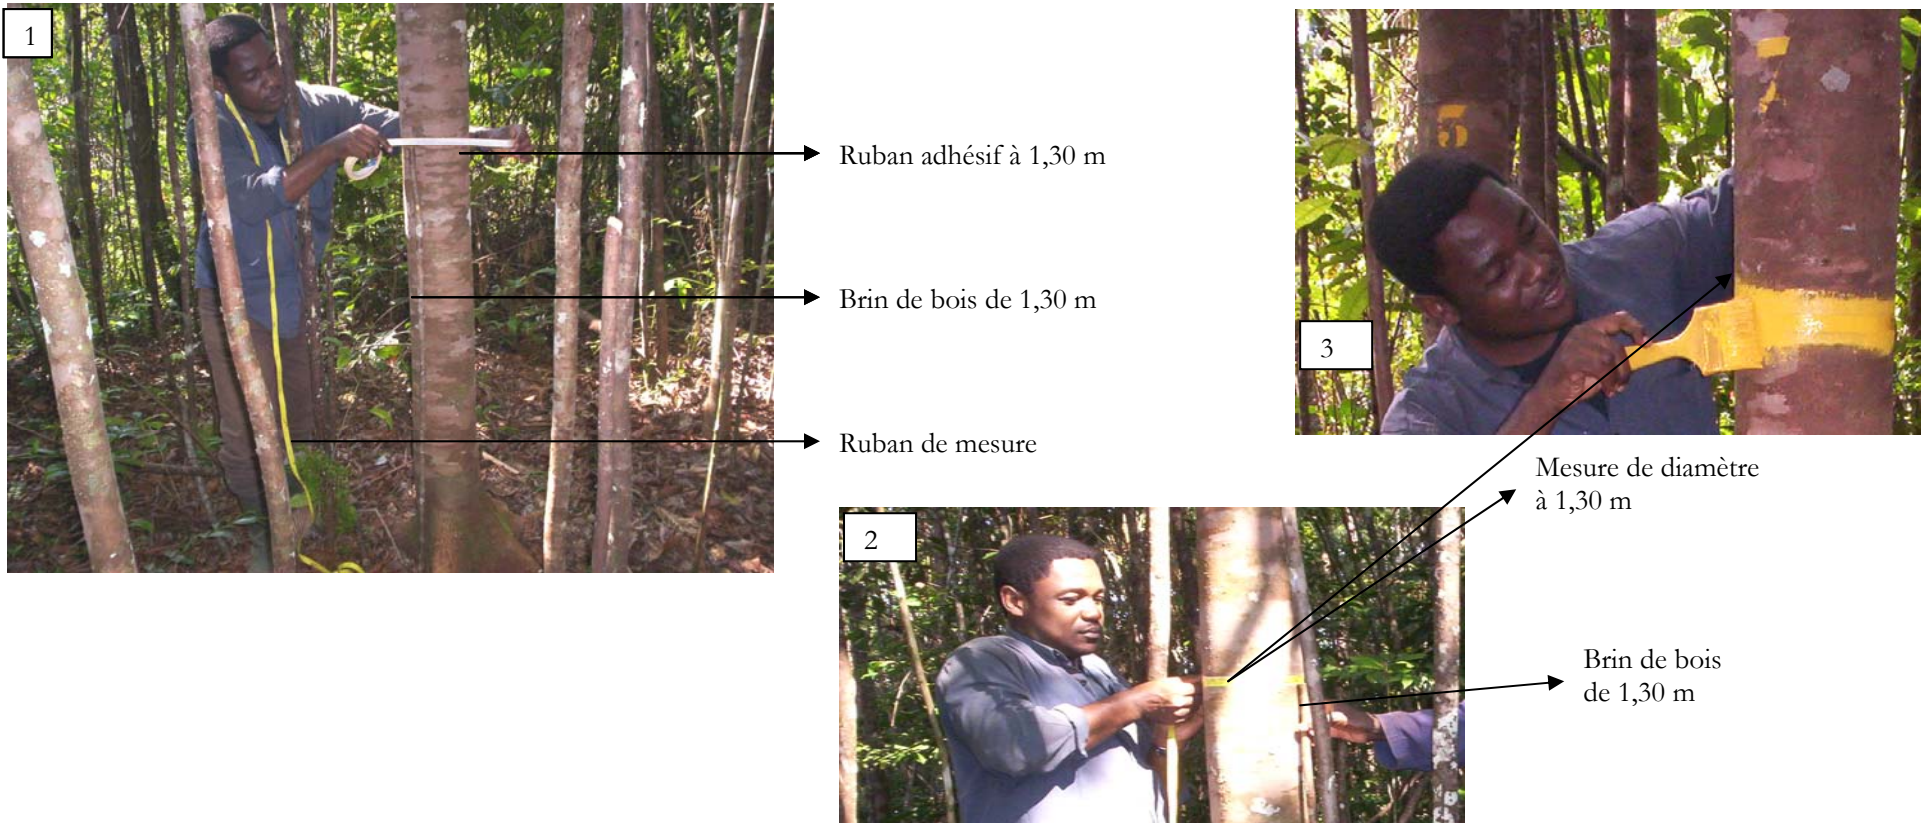 1
Ruban adhésif à 1,30 m
Brin de bois de 1,30 m
Ruban de mesure
5
3
Mesure de diamètre
à 1,30 m
2
Brin de bois
de 1,30 m